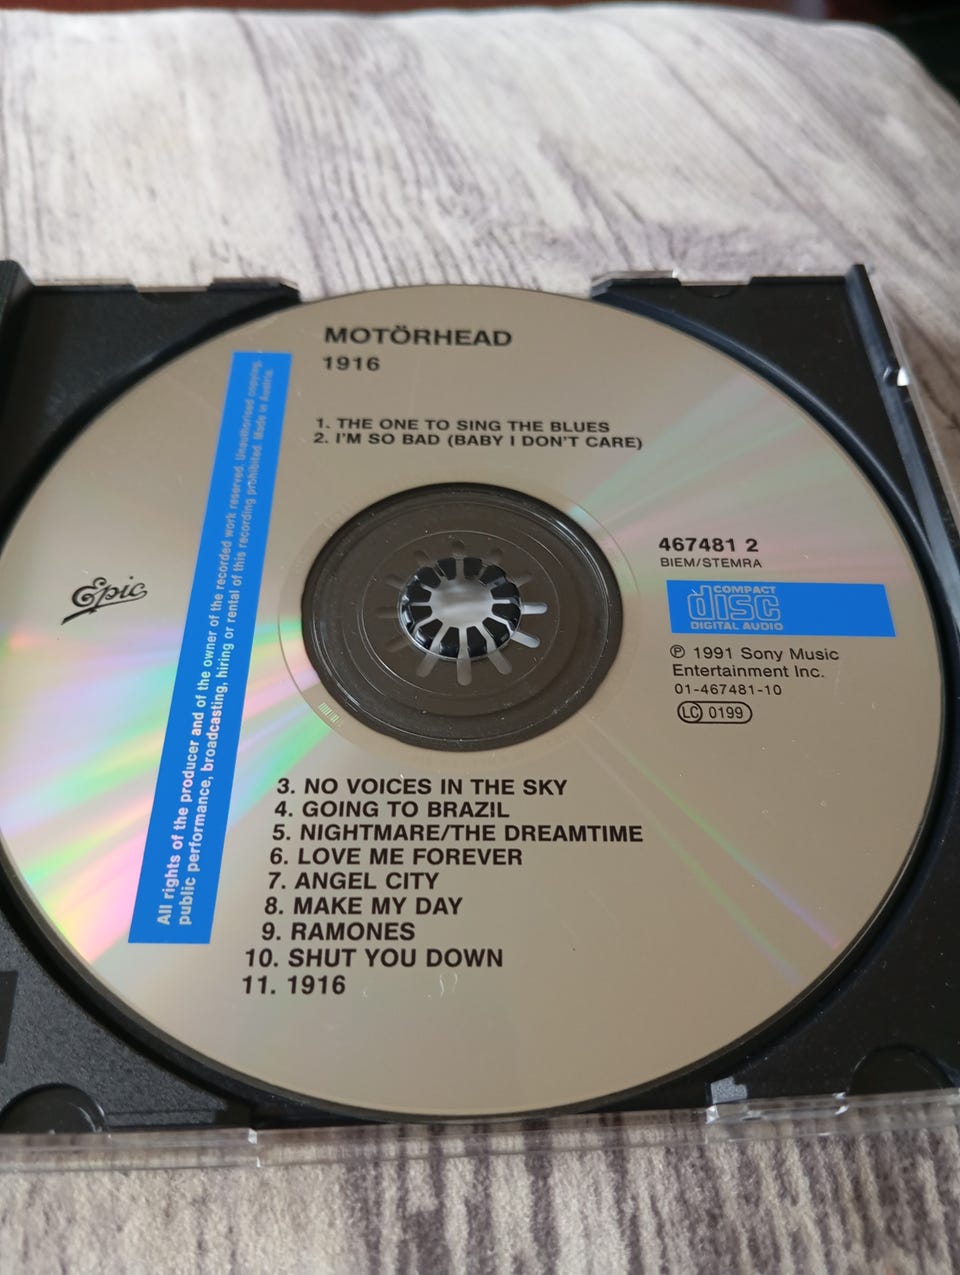 MOTÖRHEAD
1916
1. THE ONE TO SING THE BLUES
2. I'M SO BAD (BABY I DON'T CARE)
All rights of the producer and of the owner of the recorded work reserved. Unauthorised copying,
public performance, broadcasting, hiring or rental of this recording prohibited. Made in Austria.
Epic
467481 2
BIEM/STEMRA
COMPACT
disc
DIGITAL AUDIO
℗ 1991 Sony Music
Entertainment Inc.
01-467481-10
LC 0199
3. NO VOICES IN THE SKY
4. GOING TO BRAZIL
5. NIGHTMARE/THE DREAMTIME
6. LOVE ME FOREVER
7. ANGEL CITY
8. MAKE MY DAY
9. RAMONES
10. SHUT YOU DOWN
11. 1916